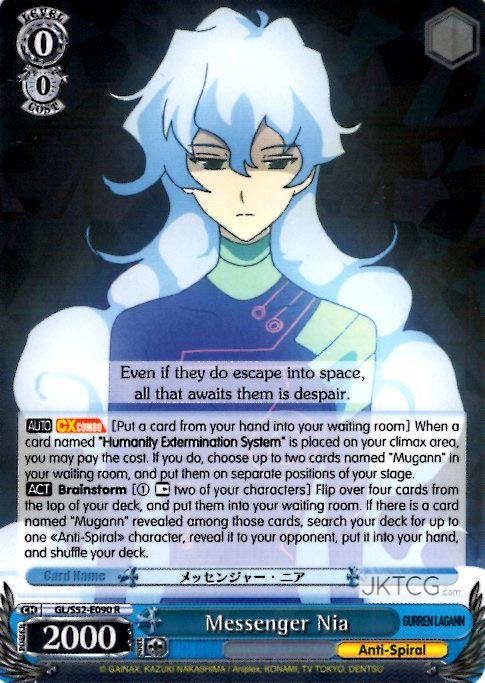 LEVEL
0
0
COST
Even if they do escape into space,
all that awaits them is despair.
AUTO CXCOMBO [Put a card from your hand into your waiting room] When a
card named "Humanity Extermination System" is placed on your climax area,
you may pay the cost. If you do, choose up to two cards named "Mugann" in
your waiting room, and put them on separate positions of your stage.
ACT Brainstorm [① two of your characters] Flip over four cards from
the top of your deck, and put them into your waiting room. If there is a card
named "Mugann" revealed among those cards, search your deck for up to
one «Anti-Spiral» character, reveal it to your opponent, put it into your hand,
and shuffle your deck.
Card Name メッセンジャー・ニア
JKTCG.com
CH GL/S52-E090 R
POWER 2000 Messenger Nia GURREN LAGANN
Anti-Spiral
© GAINAX, KAZUKI NAKASHIMA / Aniplex, KONAMI, TV TOKYO, DENTSU